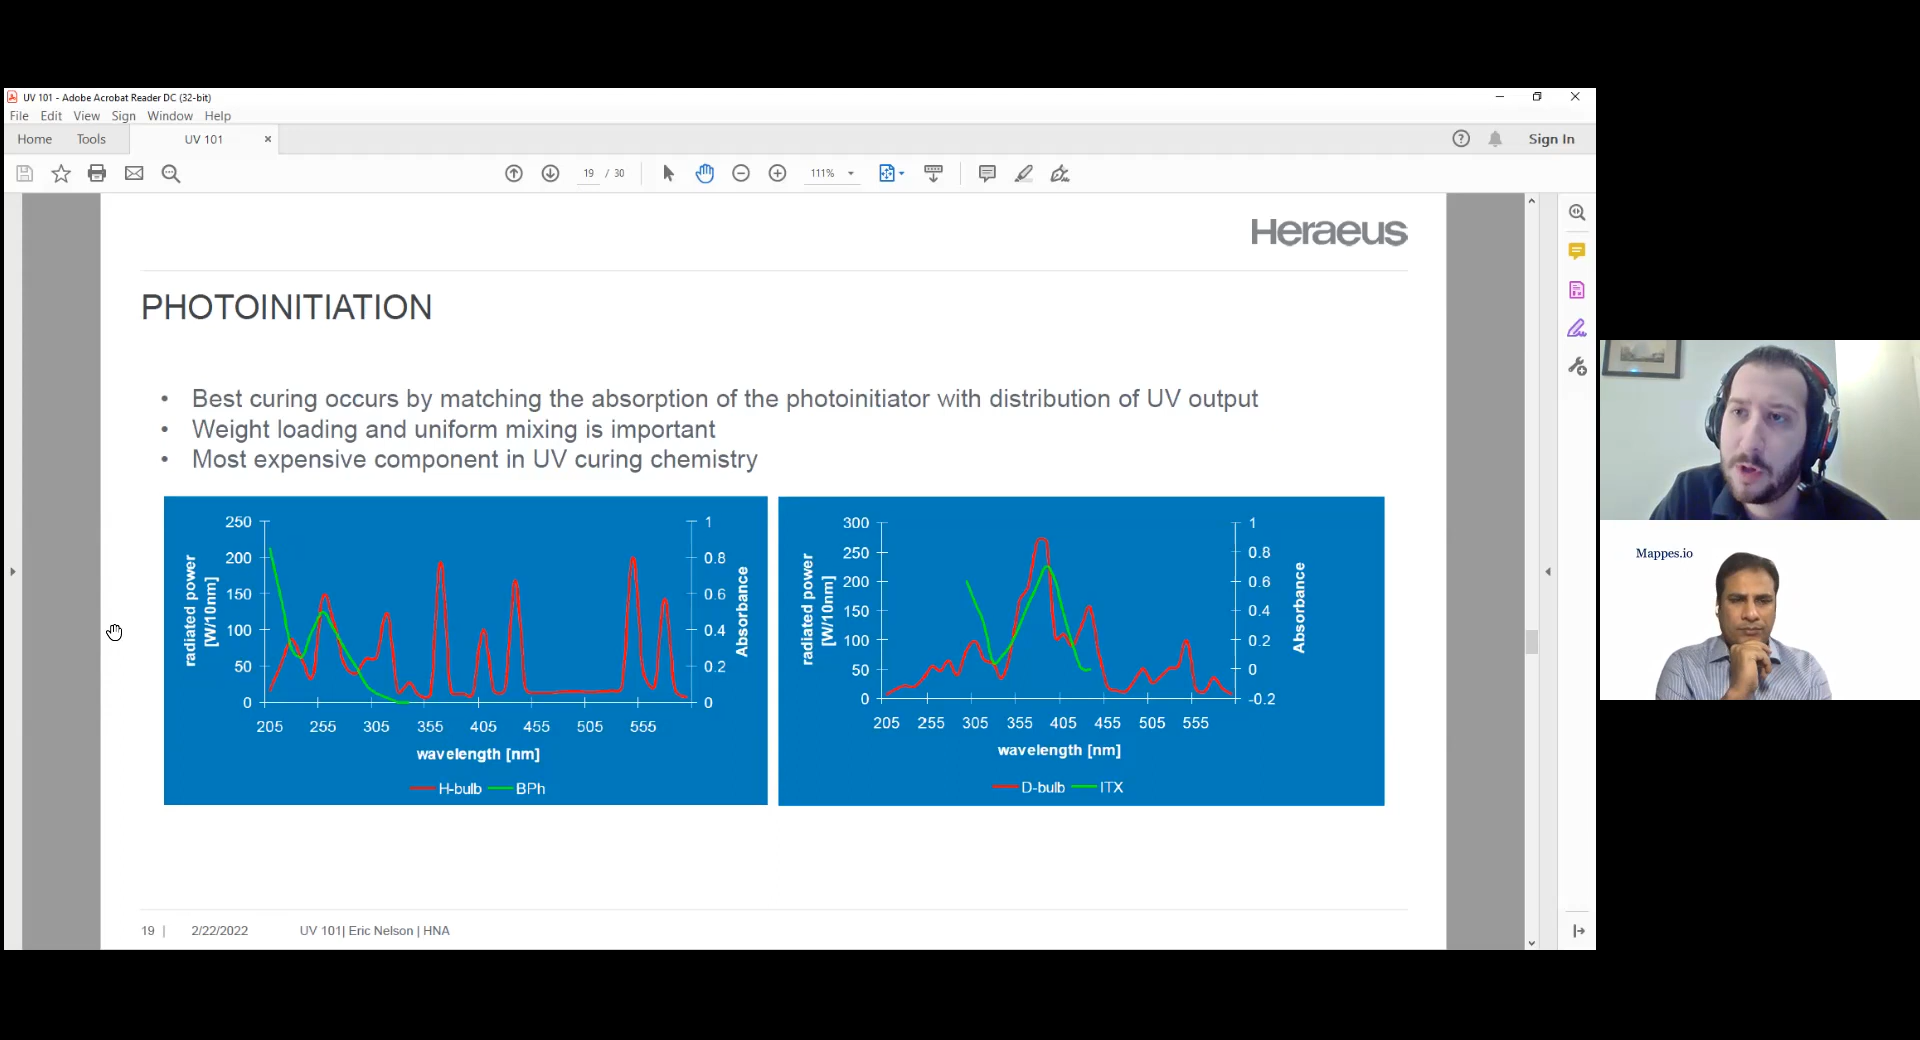 UV 101 - Adobe Acrobat Reader DC (32-bit)
File Edit View Sign Window Help
Home Tools UV 101 × Sign In
19 / 30 111%
Heraeus
PHOTOINITIATION
• Best curing occurs by matching the absorption of the photoinitiator with distribution of UV output
• Weight loading and uniform mixing is important
• Most expensive component in UV curing chemistry
radiated power
[W/10nm]
250
200
150
100
50
0
1
0.8
0.6
0.4
0.2
0
Absorbance
205 255 305 355 405 455 505 555
wavelength [nm]
H-bulb BPh
radiated power
[W/10nm]
300
250
200
150
100
50
0
1
0.8
0.6
0.4
0.2
0
-0.2
Absorbance
205 255 305 355 405 455 505 555
wavelength [nm]
D-bulb ITX
19 | 2/22/2022 UV 101| Eric Nelson | HNA
Mappes.io